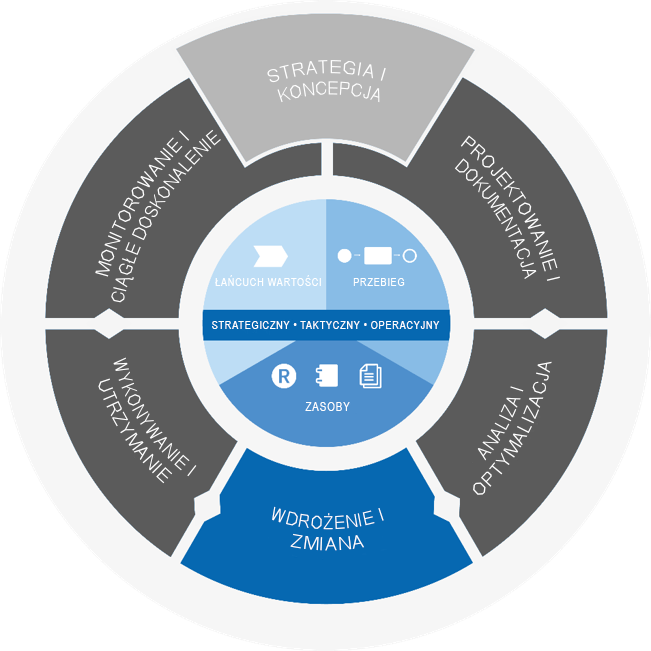 STRATEGIA I
KONCEPCJA
PROJEKTOWANIE I
DOKUMENTACJA
ANALIZA I
OPTYMALIZACJA
WDROŻENIE I
ZMIANA
WYKONYWANIE I
UTRZYMANIE
MONITOROWANIE I
CIĄGŁE DOSKONALENIE
ŁAŃCUCH WARTOŚCI
PRZEBIEG
STRATEGICZNY • TAKTYCZNY • OPERACYJNY
R
ZASOBY